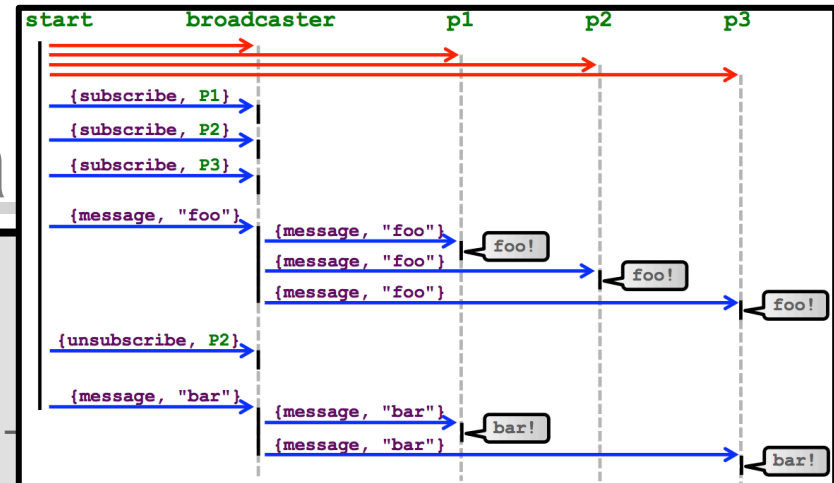 start broadcaster p1 p2 p3
{subscribe, P1}
{subscribe, P2}
{subscribe, P3}
{message, "foo"}
{message, "foo"}
foo!
{message, "foo"}
foo!
{message, "foo"}
foo!
{unsubscribe, P2}
{message, "bar"}
{message, "bar"}
bar!
{message, "bar"}
bar!